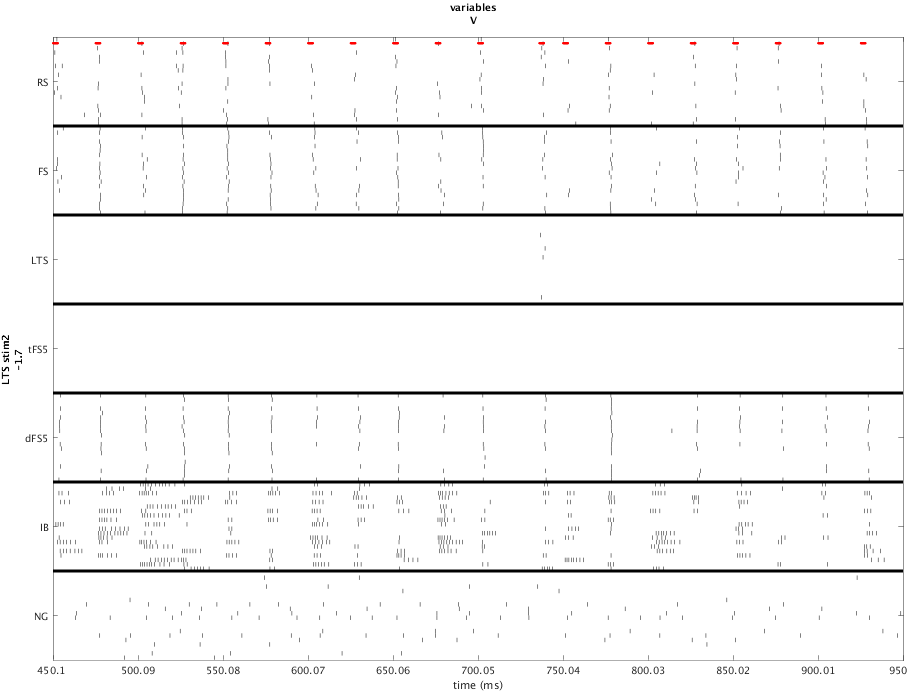 variables
V
RS
FS
LTS
tFS5
dFS5
IB
NG
LTS stim2
-1.7
450.1 500.09 550.08 600.07 650.06 700.05 750.04 800.03 850.02 900.01 950
time (ms)